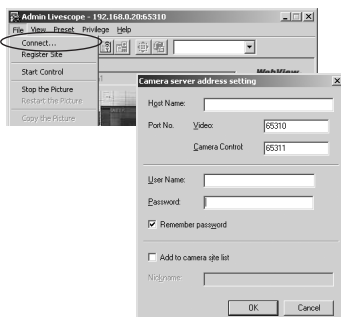 Admin Livescope - 192.168.0.20:65310
File View Preset Privilege Help
Connect...
Register Site
Start Control
Stop the Picture
Restart the Picture
Copy the Picture
WebView
Camera server address setting
Host Name:
Port No. Video: 65310
Camera Control: 65311
User Name:
Password:
Remember password
Add to camera site list
Nickname:
OK Cancel